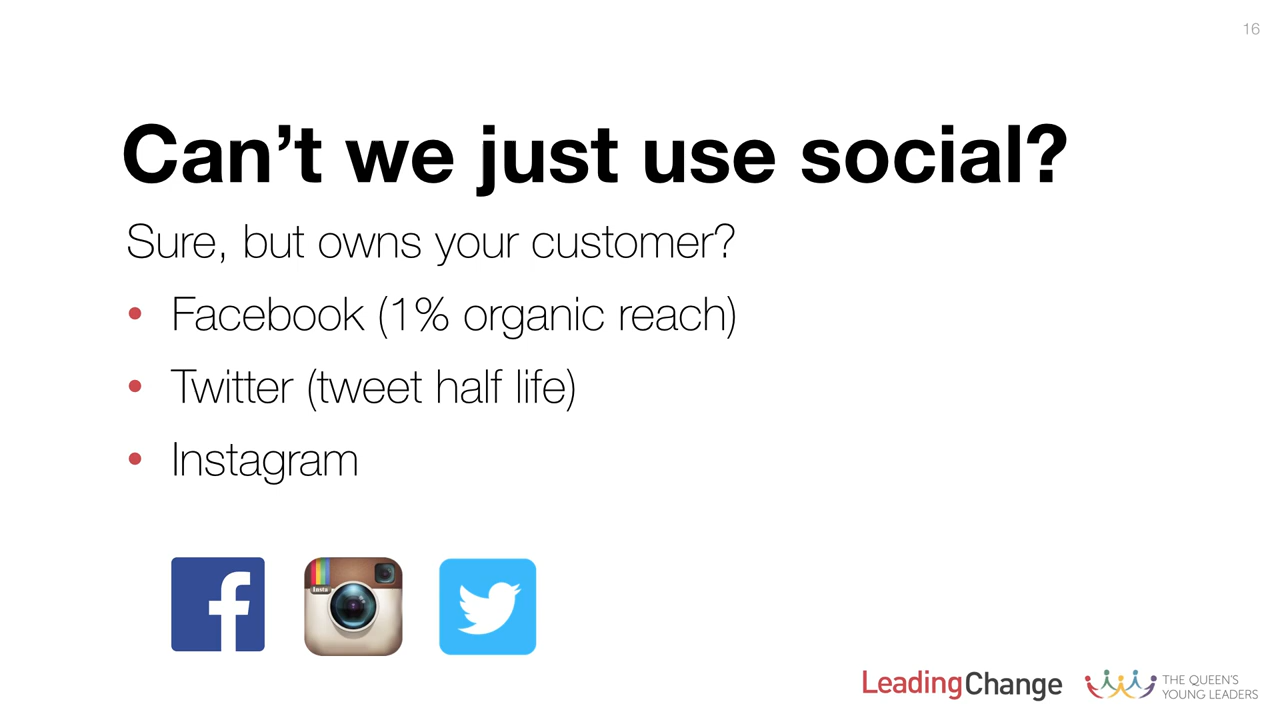 16
Can't we just use social?
Sure, but owns your customer?
• Facebook (1% organic reach)
• Twitter (tweet half life)
• Instagram
f
Insta
LeadingChange
THE QUEEN'S
YOUNG LEADERS